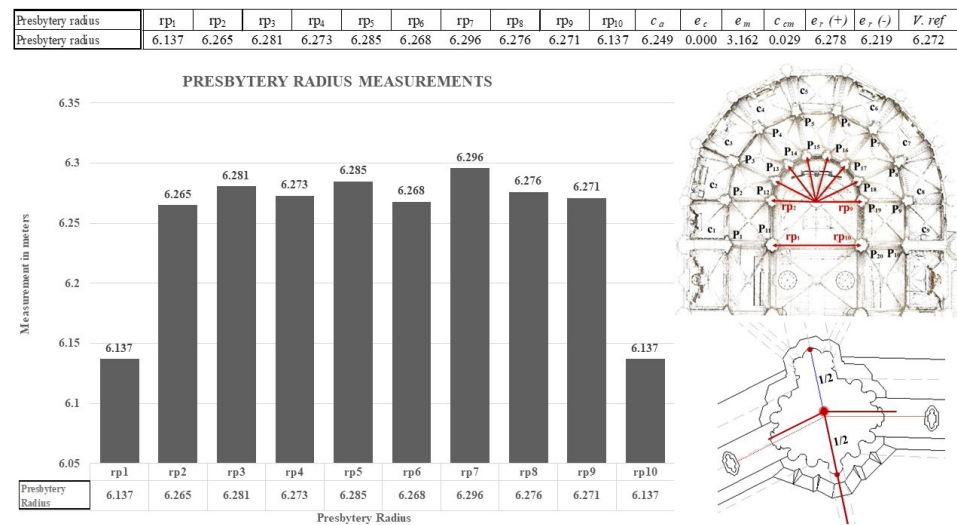 Presbytery radius rp1 rp2 rp3 rp4 rp5 rp6 rp7 rp8 rp9 rp10 c a e c e m c cm e r (+) e r (-) V. ref
Presbytery radius 6.137 6.265 6.281 6.273 6.285 6.268 6.296 6.276 6.271 6.137 6.249 0.000 3.162 0.029 6.278 6.219 6.272
PRESBYTERY RADIUS MEASUREMENTS
Measurement in meters
6.35
6.3
6.25
6.2
6.15
6.1
6.05
6.137 6.265 6.281 6.273 6.285 6.268 6.296 6.276 6.271 6.137
rp1 rp2 rp3 rp4 rp5 rp6 rp7 rp8 rp9 rp10
Presbytery Radius 6.137 6.265 6.281 6.273 6.285 6.268 6.296 6.276 6.271 6.137
Presbytery Radius
c5
c4 c6
P5 P6
c3 P4 P7 c7
P15 P16
P14 P17
P3 P13 P8
c2 P2 P12 P18 c8
rp2 rp9 P19 P9
c1 P1 P11 c9
rp1 rp10
P20 P10
1/2
1/2